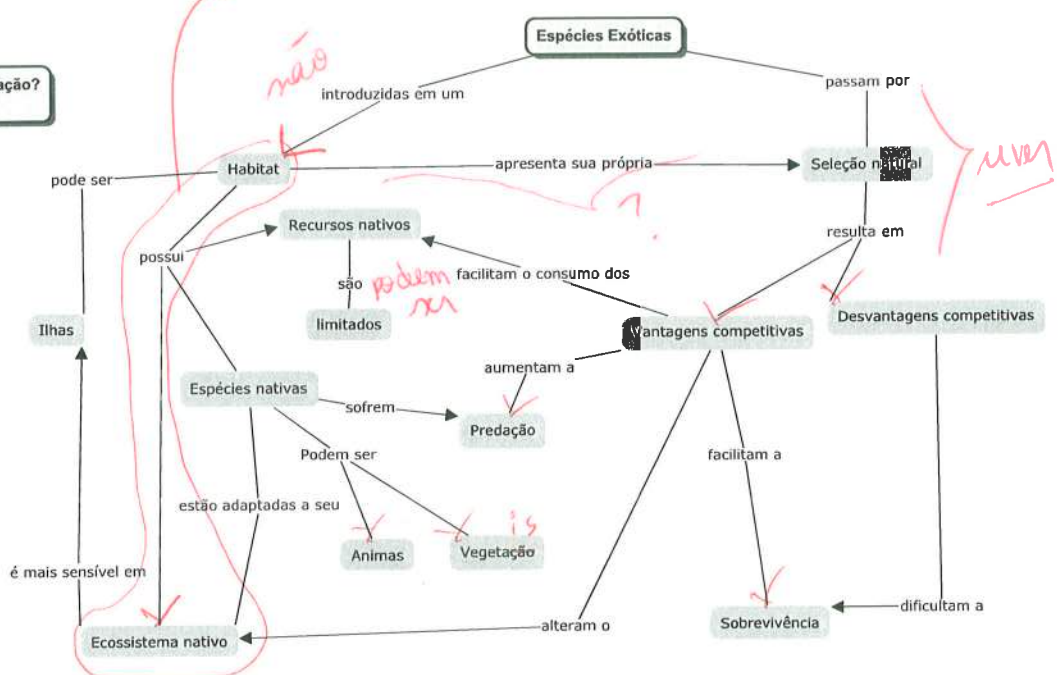 Espécies Exóticas
ação?
não
introduzidas em um
passam por
Habitat
apresenta sua própria
Seleção natural
pode ser
?
Recursos nativos
resulta em
possui
são
podem
ser
facilitam o consumo dos
limitados
Ilhas
Vantagens competitivas
Desvantagens competitivas
aumentam a
Espécies nativas
sofrem
Predação
Podem ser
facilitam a
estão adaptadas a seu
is
Animas
Vegetação
é mais sensível em
dificultam a
Sobrevivência
alteram o
Ecossistema nativo